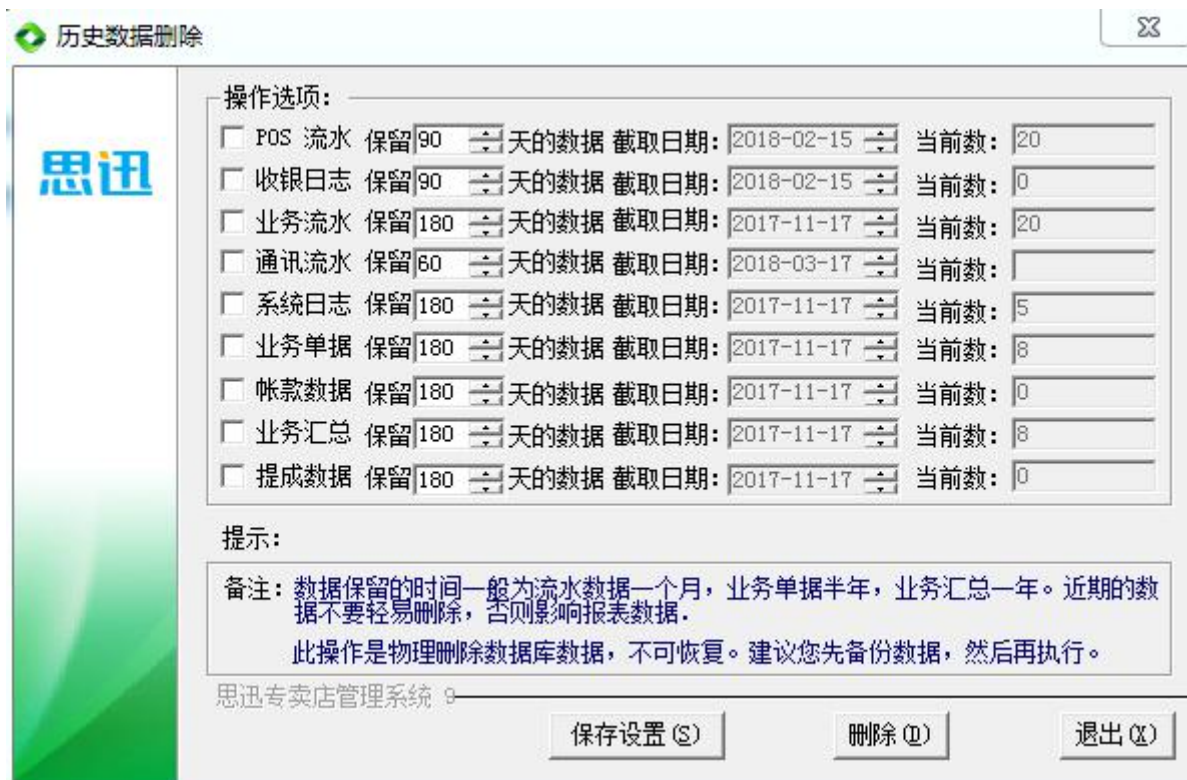 历史数据删除
思迅
操作选项：
POS 流水 保留 90 天的数据 截取日期： 2018-02-15 当前数： 20
收银日志 保留 90 天的数据 截取日期： 2018-02-15 当前数： 0
业务流水 保留 180 天的数据 截取日期： 2017-11-17 当前数： 20
通讯流水 保留 60 天的数据 截取日期： 2018-03-17 当前数：
系统日志 保留 180 天的数据 截取日期： 2017-11-17 当前数： 5
业务单据 保留 180 天的数据 截取日期： 2017-11-17 当前数： 8
帐款数据 保留 180 天的数据 截取日期： 2017-11-17 当前数： 0
业务汇总 保留 180 天的数据 截取日期： 2017-11-17 当前数： 8
提成数据 保留 180 天的数据 截取日期： 2017-11-17 当前数： 0
提示：
备注： 数据保留的时间一般为流水数据一个月，业务单据半年，业务汇总一年。近期的数
据不要轻易删除，否则影响报表数据.
此操作是物理删除数据库数据，不可恢复。建议您先备份数据，然后再执行。
思迅专卖店管理系统 9
保存设置(S) 删除(D) 退出(X)